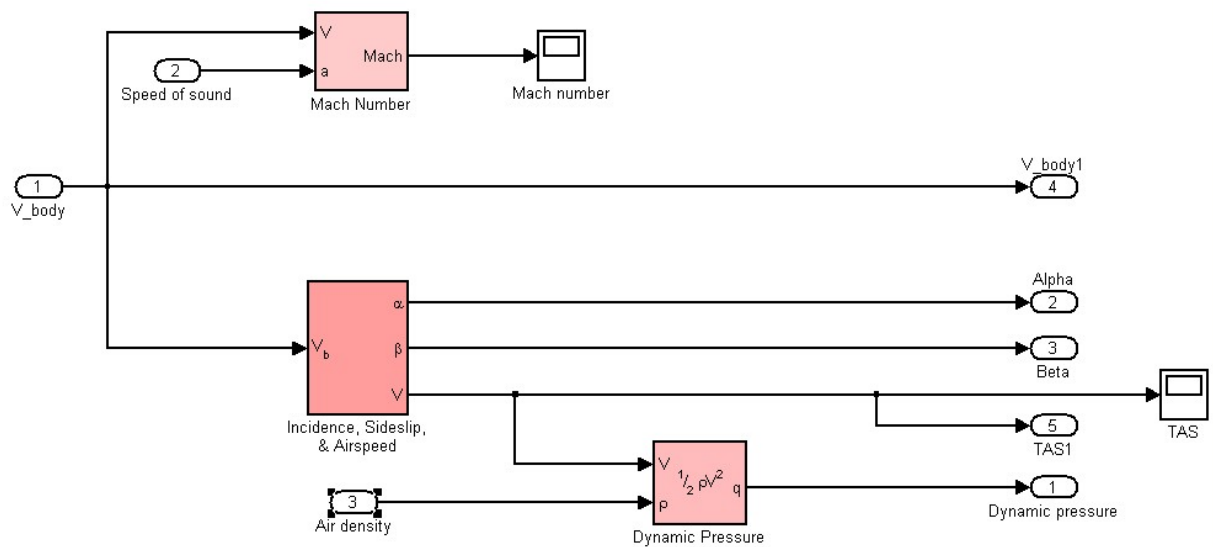 V
Mach
a
2
Speed of sound
Mach Number
Mach number
1
V_body
V_body1
4
Alpha
2
α
V_b
β
3
Beta
V
Incidence, Sideslip,
& Airspeed
5
TAS1
TAS
V
1/2 ρV²
q
ρ
3
Air density
Dynamic Pressure
1
Dynamic pressure